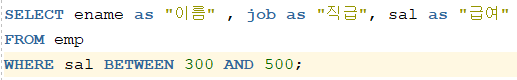 SELECT ename as "이름" , job as "직급", sal as "급여"
FROM emp
WHERE sal BETWEEN 300 AND 500;